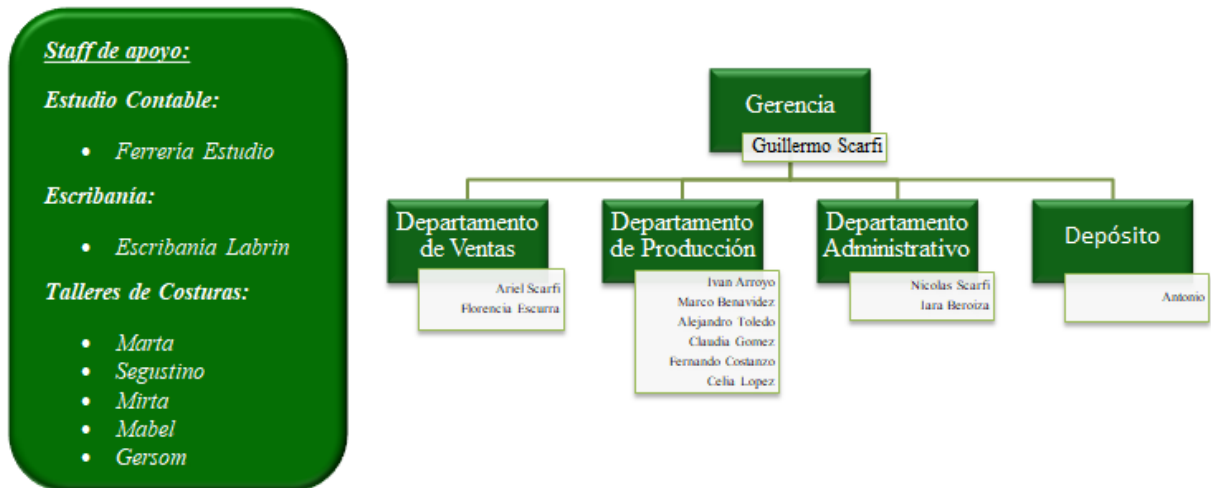 Staff de apoyo:
Estudio Contable:
• Ferrería Estudio
Escribanía:
• Escribanía Labrin
Talleres de Costuras:
• Marta
• Segustino
• Mirta
• Mabel
• Gersom
Gerencia
Guillermo Scarfi
Departamento
de Ventas
Ariel Scarfi
Florencia Escurra
Departamento
de Producción
Ivan Arroyo
Marco Benavidez
Alejandro Toledo
Claudia Gomez
Fernando Costanzo
Celia Lopez
Departamento
Administrativo
Nicolas Scarfi
Iara Beroiza
Depósito
Antonio